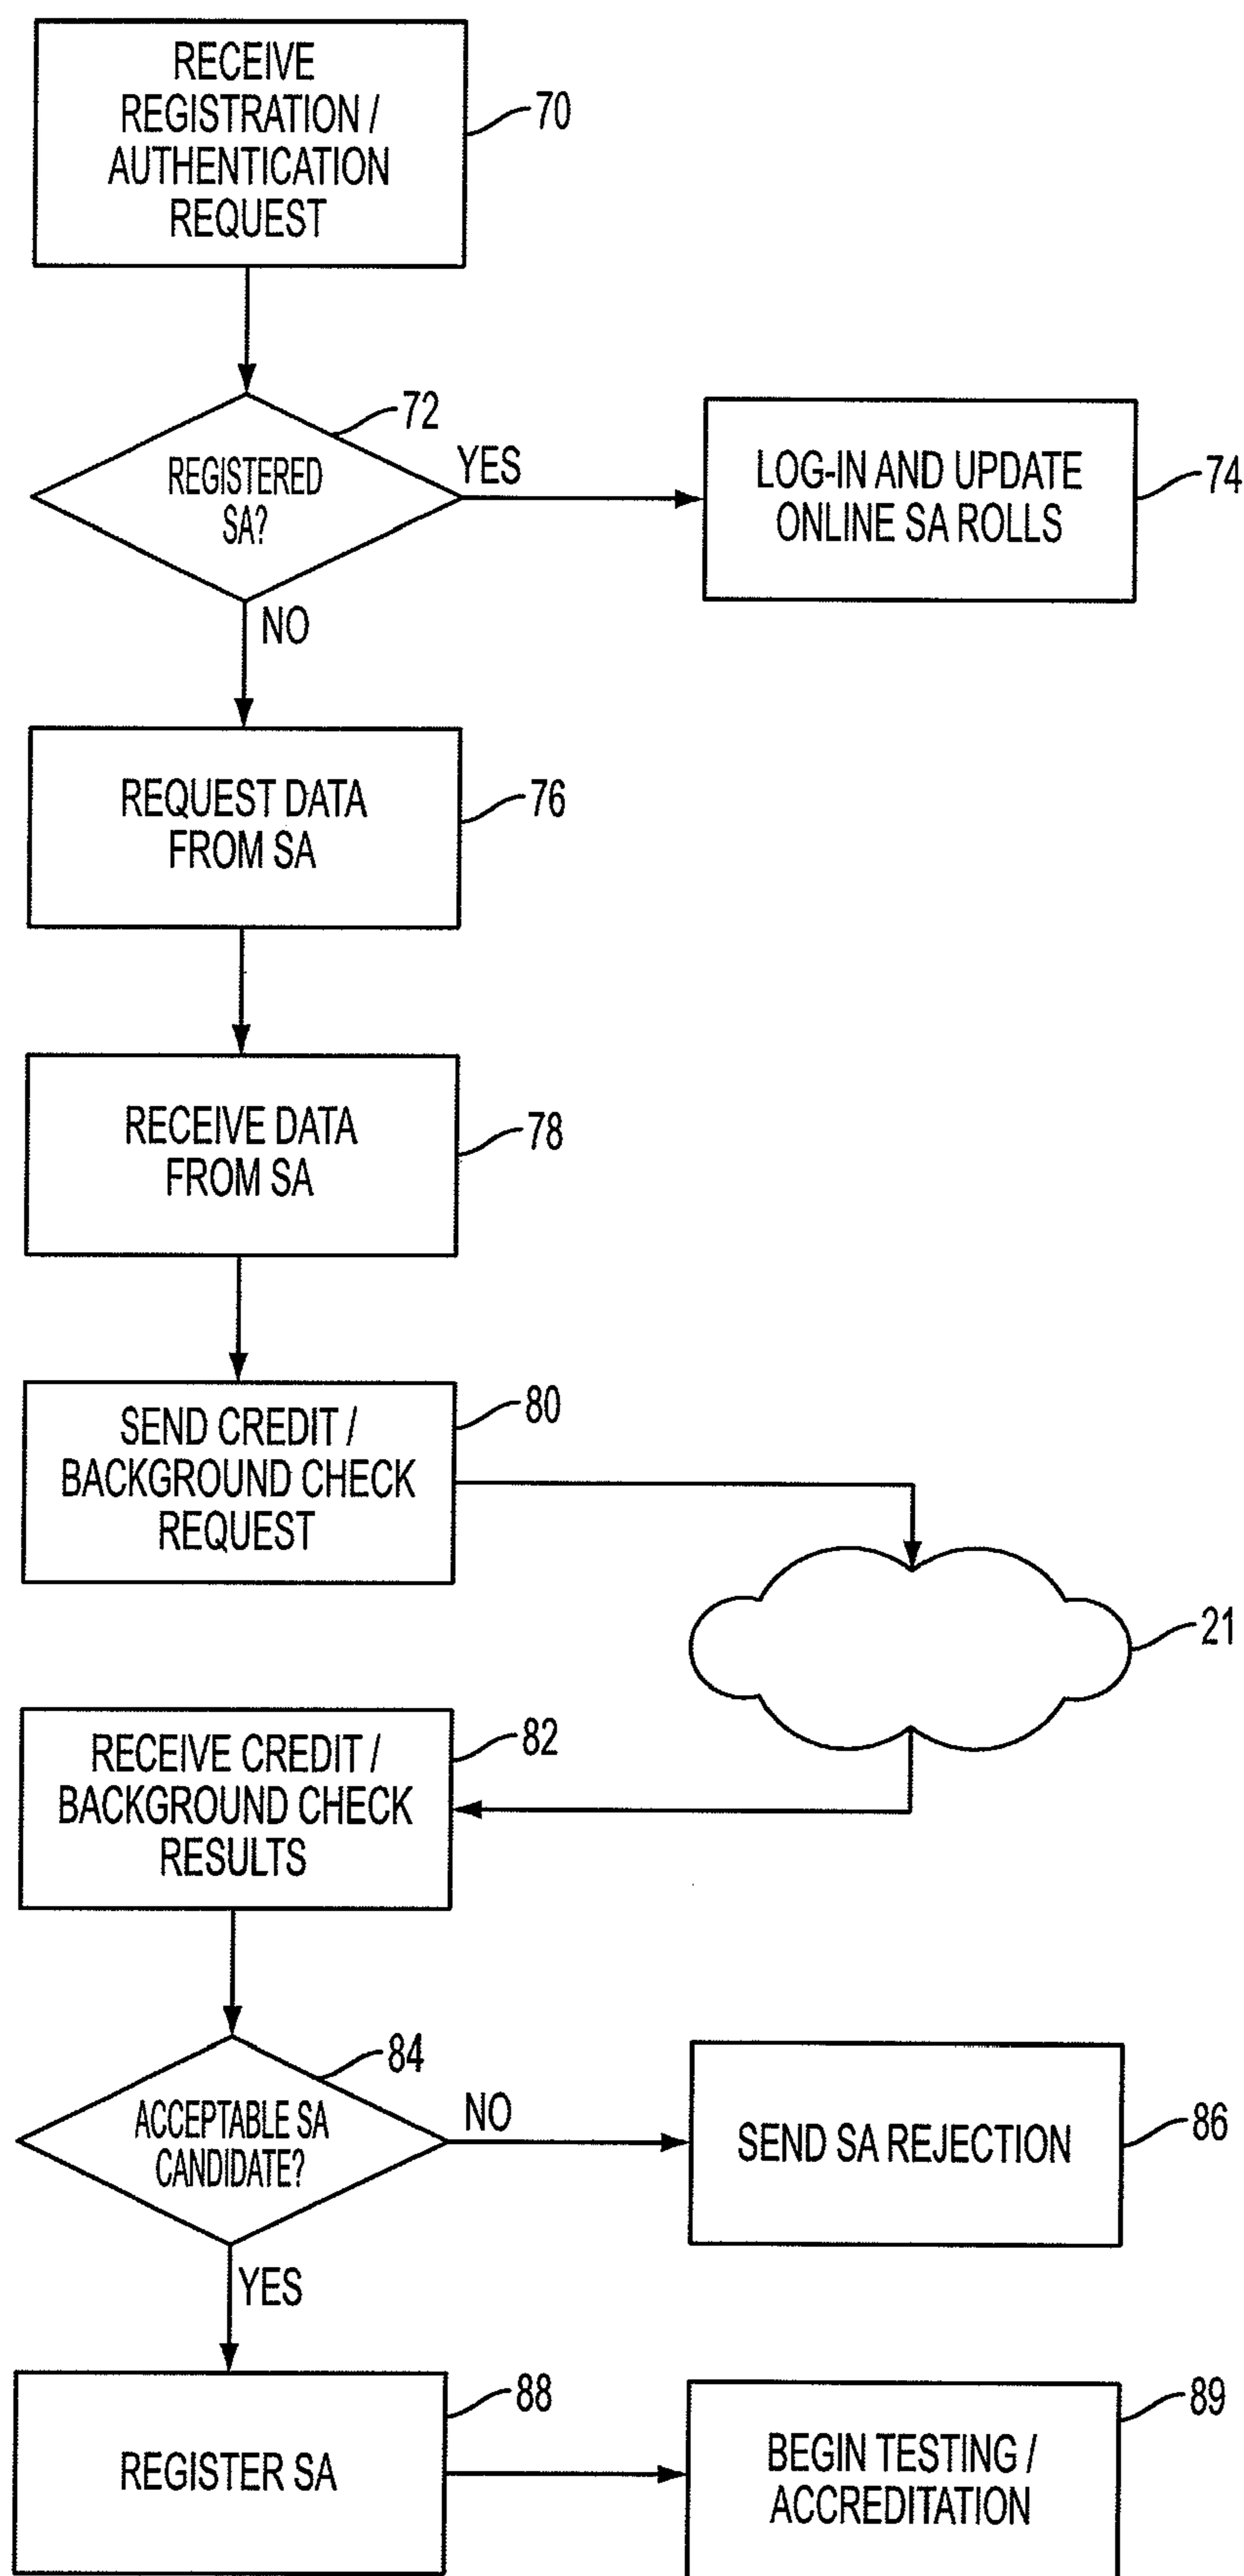 RECEIVE
REGISTRATION /
AUTHENTICATION
REQUEST
70
72
REGISTERED
SA?
YES
NO
LOG-IN AND UPDATE
ONLINE SA ROLLS
74
REQUEST DATA
FROM SA
76
RECEIVE DATA
FROM SA
78
SEND CREDIT /
BACKGROUND CHECK
REQUEST
80
21
RECEIVE CREDIT /
BACKGROUND CHECK
RESULTS
82
84
ACCEPTABLE SA
CANDIDATE?
NO
YES
SEND SA REJECTION
86
REGISTER SA
88
BEGIN TESTING /
ACCREDITATION
89